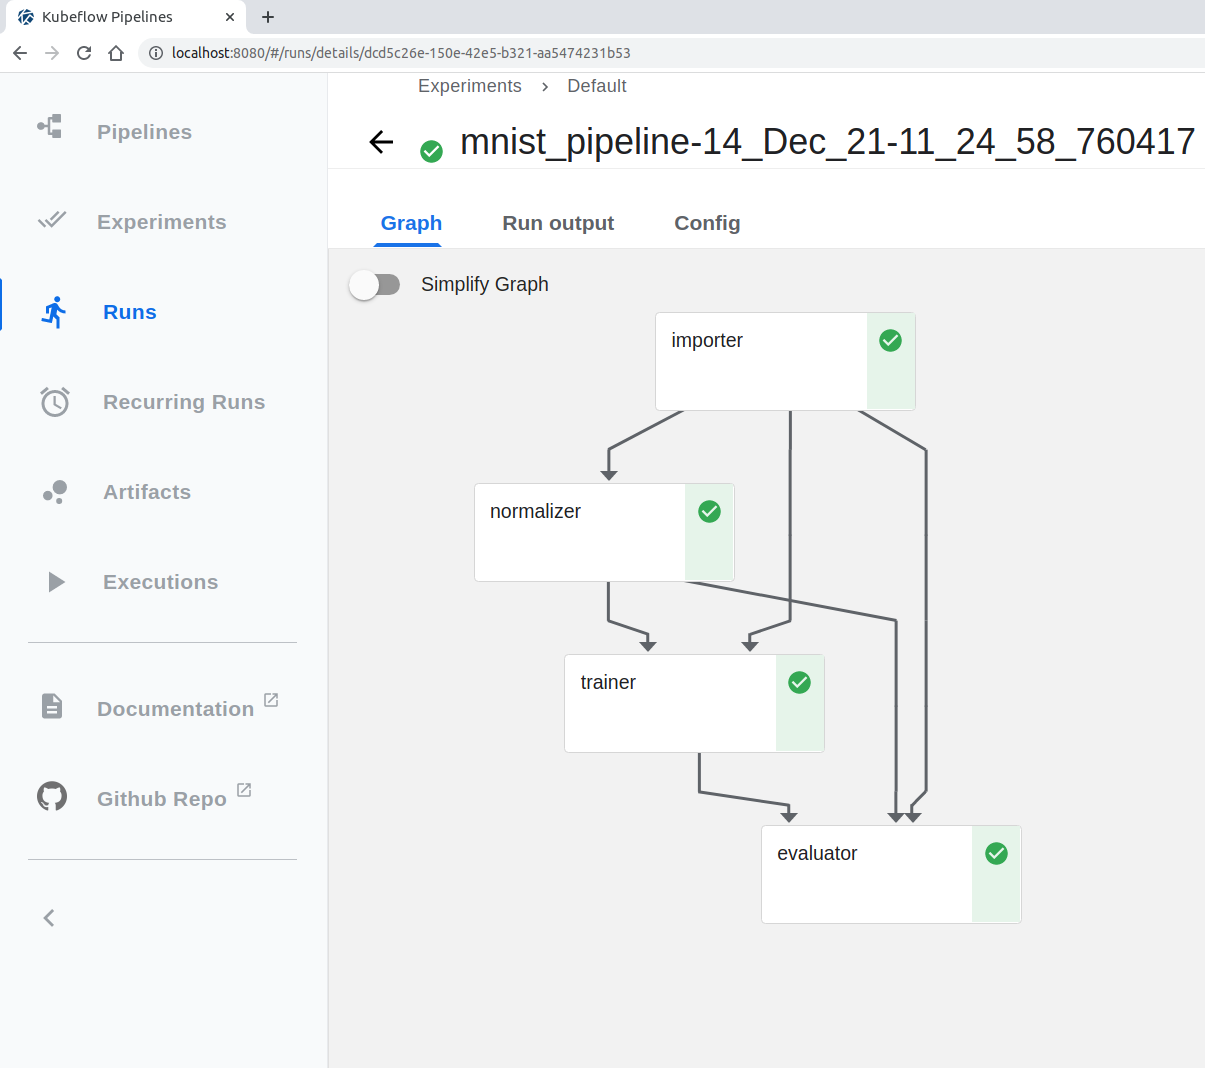 Kubeflow Pipelines
localhost:8080/#/runs/details/dcd5c26e-150e-42e5-b321-aa5474231b53
Pipelines
Experiments
Runs
Recurring Runs
Artifacts
Executions
Documentation
Github Repo
Experiments > Default
mnist_pipeline-14_Dec_21-11_24_58_760417
Graph Run output Config
Simplify Graph
importer
normalizer
trainer
evaluator